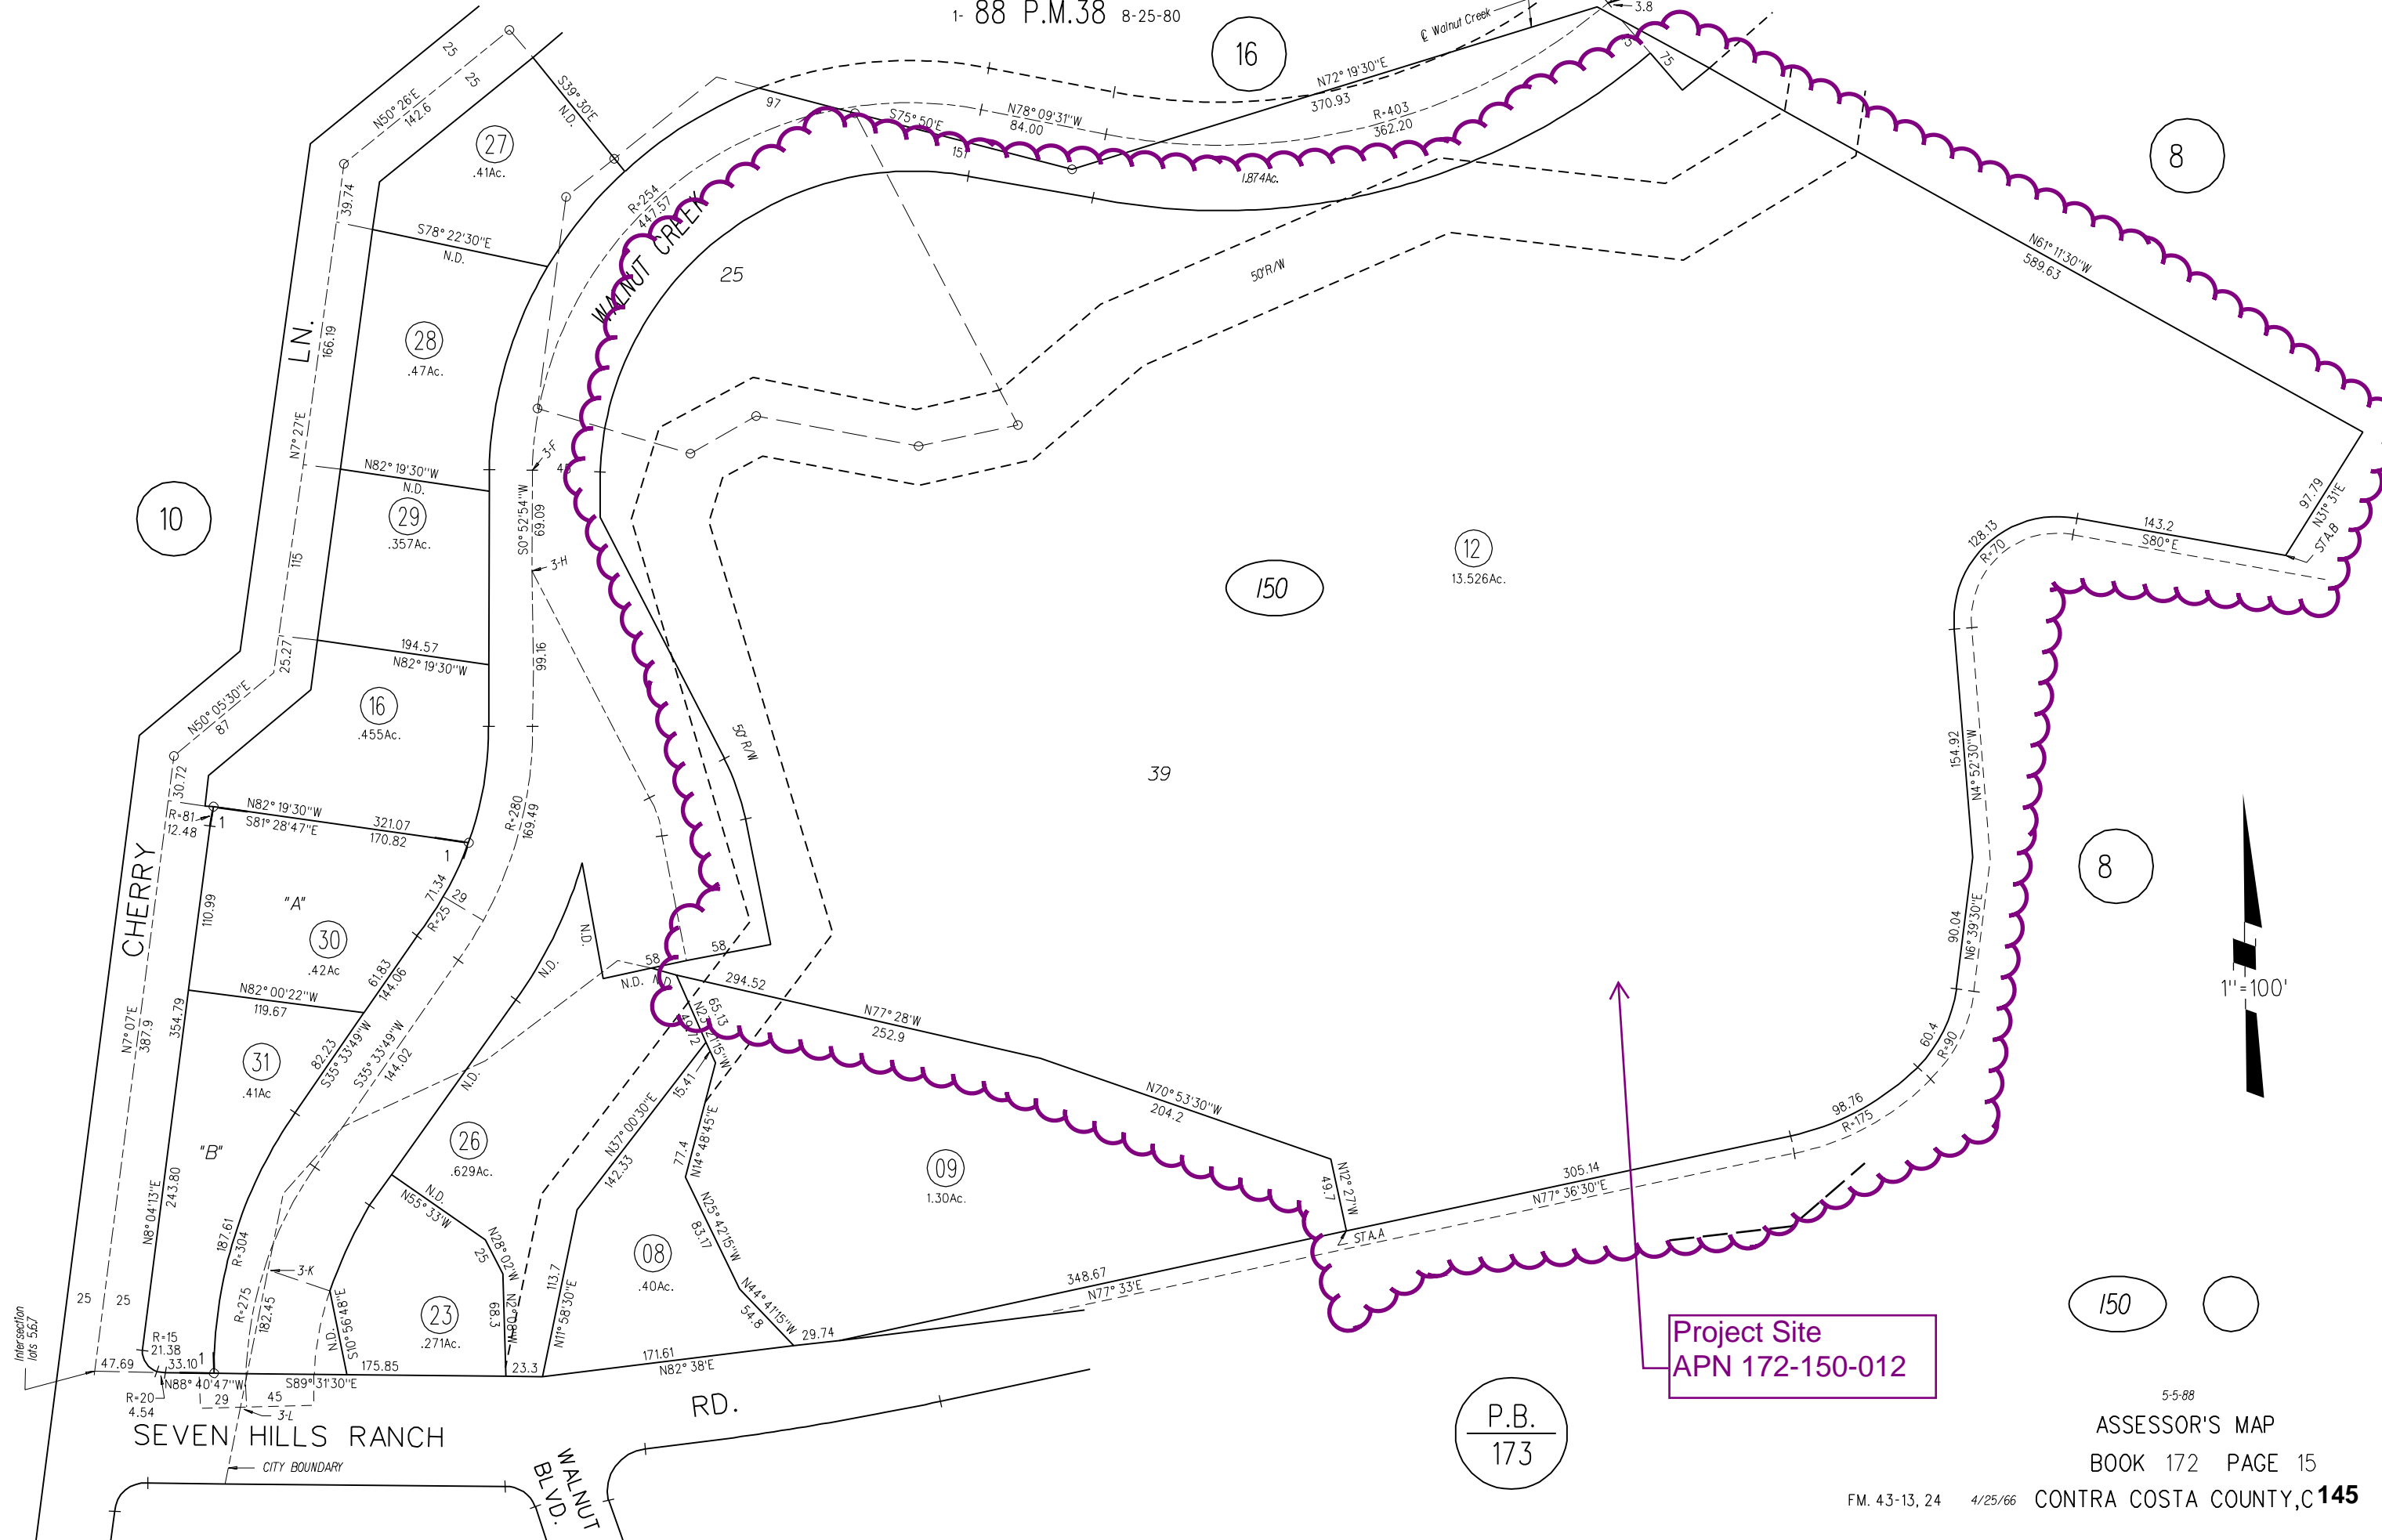 1- 88 P.M.38 8-25-80
16
℄ Walnut Creek
3.8
75
25
25
N50° 26'E
142.6
S39° 30'E
N.D.
27
.41Ac.
39.74
S78° 22'30"E
N.D.
97
S75° 50'E
151
N78° 09'31"W
84.00
N72° 19'30"E
370.93
R=403
362.20
1.874Ac.
8
R=254
447.57
WALNUT CREEK
25
50'R/W
N61° 11'30"W
589.63
LN.
166.19
28
.47Ac.
N7° 27'E
N82° 19'30"W
N.D.
3-F
45
29
.357Ac.
S0° 52'54"W
69.09
3-H
10
115
12
13.526Ac.
150
97.79
N31° 31'E
STA.B
143.2
S80° E
128.13
R=70
194.57
N82° 19'30"W
99.16
25.27
N50° 05'30"E
87
16
.455Ac.
50' R/W
39
154.92
N4° 52'30"W
30.72
R=81
12.48
1
N82° 19'30"W
321.07
S81° 28'47"E
170.82
1
R=280
169.49
8
CHERRY
110.99
"A"
30
.42Ac
71.34
29
R=25
N.D.
N.D.
58
58
N.D.
N.D.
294.52
90.04
N6° 39'30"E
1"=100'
61.83
144.06
N82° 00'22"W
119.67
354.79
N7° 07'E
387.9
31
.41Ac
82.23
S35° 33'49"W
S35° 33'49"W
144.02
N.D.
65.13
49.72
N77° 28'W
252.9
15.41
60.4
R=90
N70° 53'30"W
204.2
98.76
R=175
"B"
26
.629Ac.
N37° 00'30"E
142.33
77.4
N14° 48'45"E
09
1.30Ac.
N12° 27'W
49.7
305.14
N77° 36'30"E
STA.A
N8° 04'13"E
243.80
N.D.
N55° 33'W
N28° 02'W
25
N25° 42'15"W
83.17
187.61
R=304
3-K
08
.40Ac.
348.67
N77° 33'E
25
25
R=275
182.45
S10° 56'48"E
N.D.
23
.271Ac.
68.3
N2° 08'W
113.7
N11° 58'30"E
N44° 41'15"W
54.8
29.74
150
Project Site
APN 172-150-012
Intersection
lots 5,6,7
R=15
21.38
47.69
33.10
1
175.85
23.3
171.61
N82° 38'E
N88° 40'47"W
S89° 31'30"E
R=20
4.54
29
45
3-L
SEVEN HILLS RANCH
RD.
CITY BOUNDARY
WALNUT
BLVD.
P.B.
173
5-5-88
ASSESSOR'S MAP
BOOK 172 PAGE 15
FM. 43-13, 24 4/25/66 CONTRA COSTA COUNTY,C 145